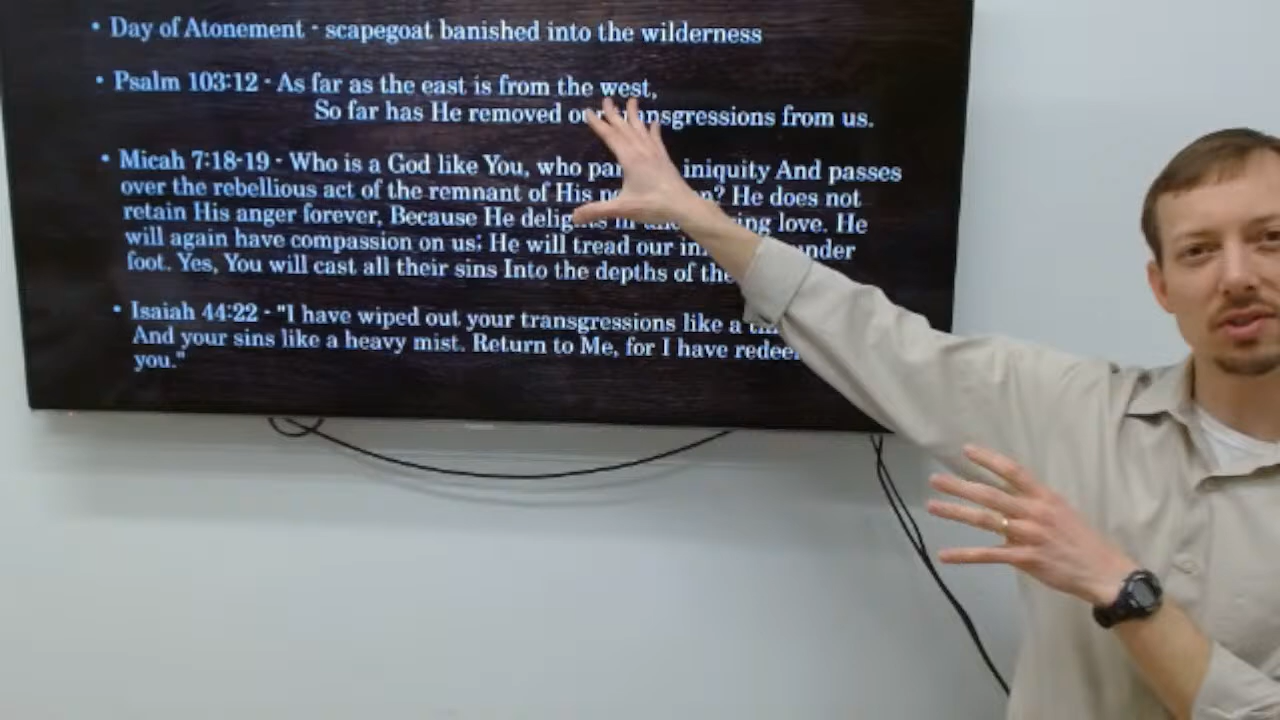 • Day of Atonement - scapegoat banished into the wilderness
• Psalm 103:12 - As far as the east is from the west,
So far has He removed our transgressions from us.
• Micah 7:18-19 - Who is a God like You, who iniquity And passes
over the rebellious act of the remnant of His He does not
retain His anger forever, Because He delights in love. He
will again have compassion on us; He will tread our under
foot. Yes, You will cast all their sins Into the depths of the
• Isaiah 44:22 - "I have wiped out your transgressions like a
And your sins like a heavy mist. Return to Me, for I have
you."